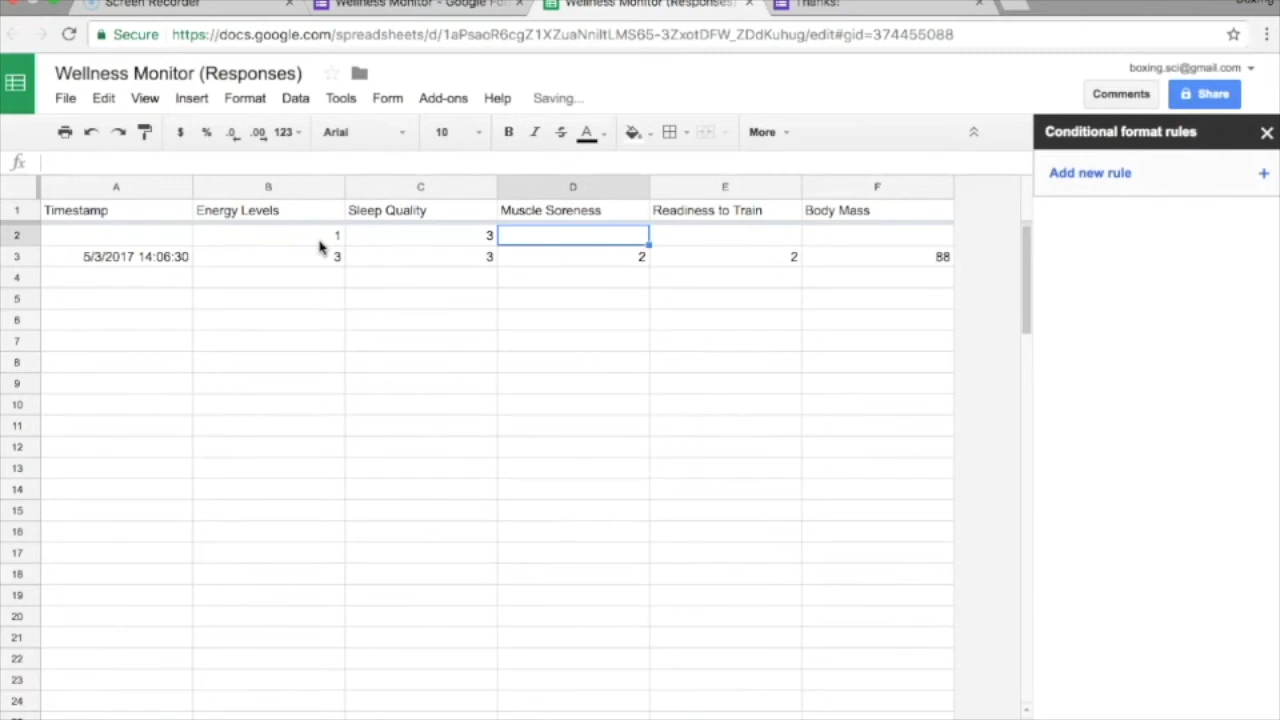 Screen Recorder Wellness Monitor - Google Fo Wellness Monitor (Responses) Thanks!
Secure https://docs.google.com/spreadsheets/d/1aPsaoR6cgZ1XZuaNniltLMS65-3ZxotDFW_ZDdKuhug/edit#gid=374455088
Wellness Monitor (Responses) boxing.sci@gmail.com
File Edit View Insert Format Data Tools Form Add-ons Help Saving... Comments Share
$ % .0 .00 123 Arial 10 B I S A More
Conditional format rules
fx
Add new rule +
A B C D E F
1 Timestamp Energy Levels Sleep Quality Muscle Soreness Readiness to Train Body Mass
2 1 3
3 5/3/2017 14:06:30 3 3 2 2 88
4
5
6
7
8
9
10
11
12
13
14
15
16
17
18
19
20
21
22
23
24